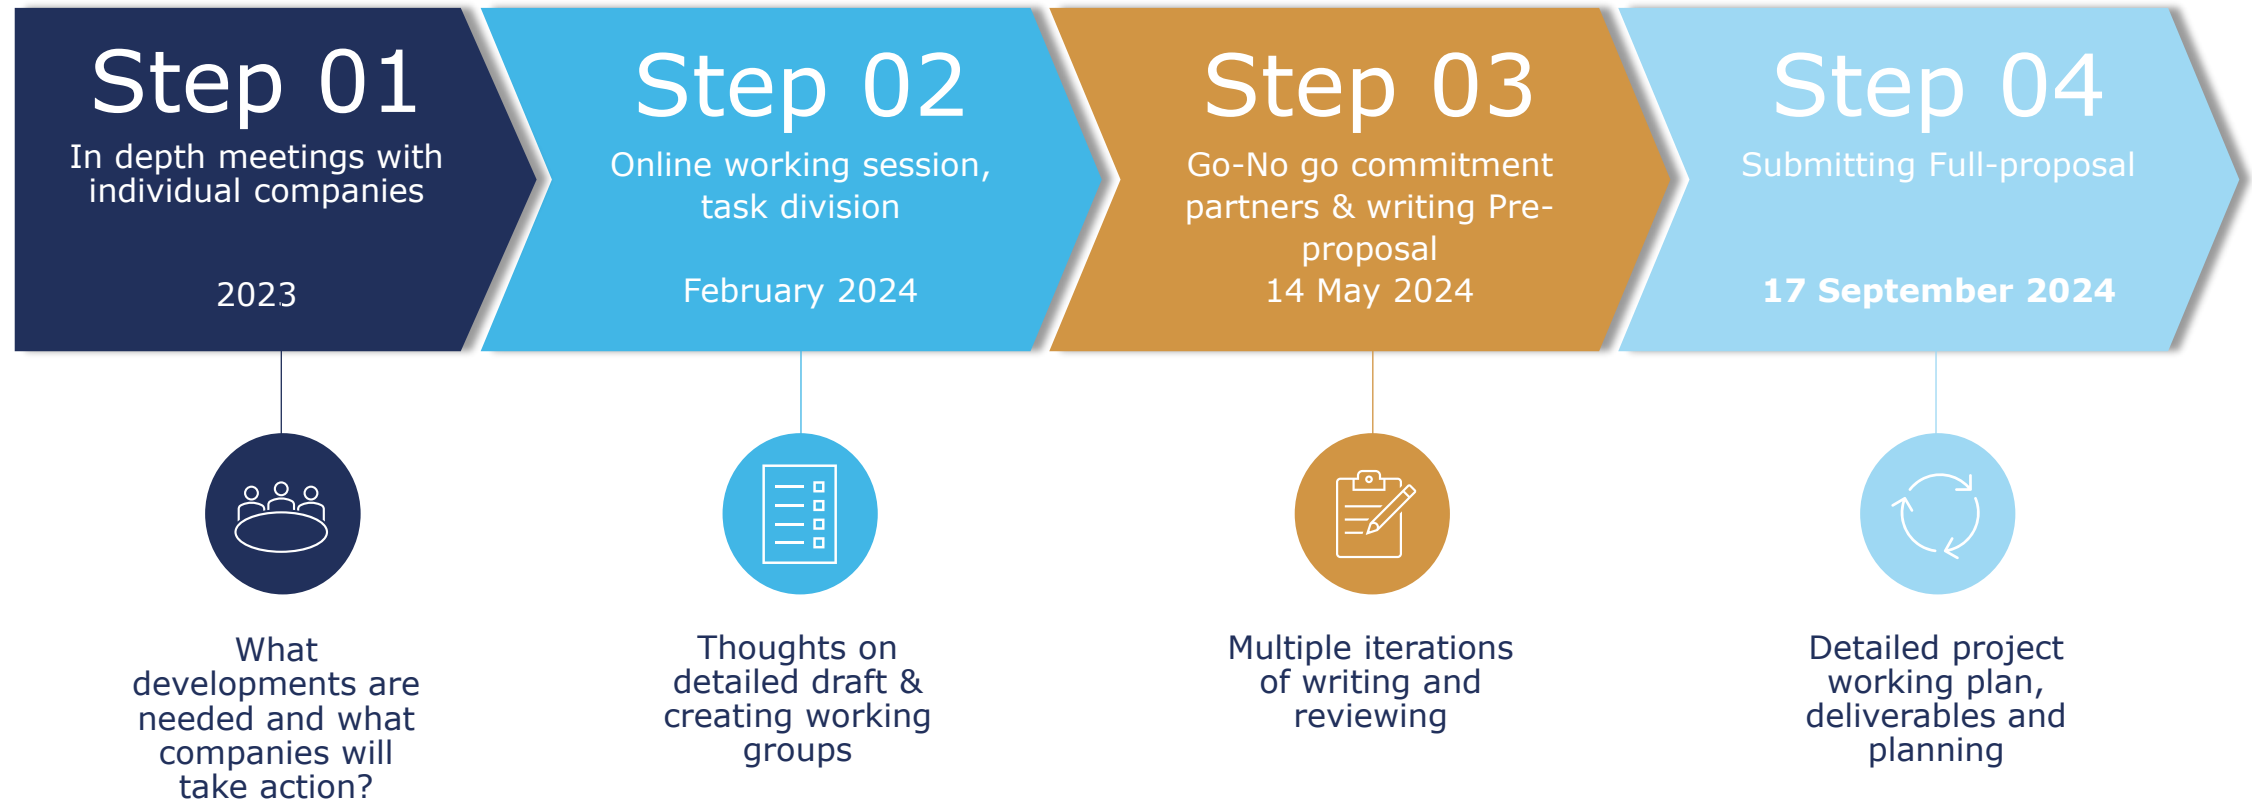 Step 01
In depth meetings with
individual companies
2023
Step 02
Online working session,
task division
February 2024
Step 03
Go-No go commitment
partners & writing Pre-
proposal
14 May 2024
Step 04
Submitting Full-proposal
17 September 2024
What
developments are
needed and what
companies will
take action?
Thoughts on
detailed draft &
creating working
groups
Multiple iterations
of writing and
reviewing
Detailed project
working plan,
deliverables and
planning